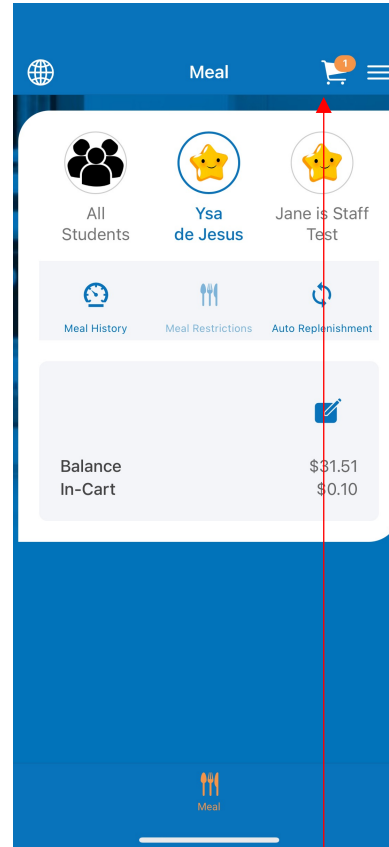 Meal
1
All
Students
Ysa
de Jesus
Jane is Staff
Test
Meal History
Meal Restrictions
Auto Replenishment
Balance $31.51
In-Cart $0.10
Meal